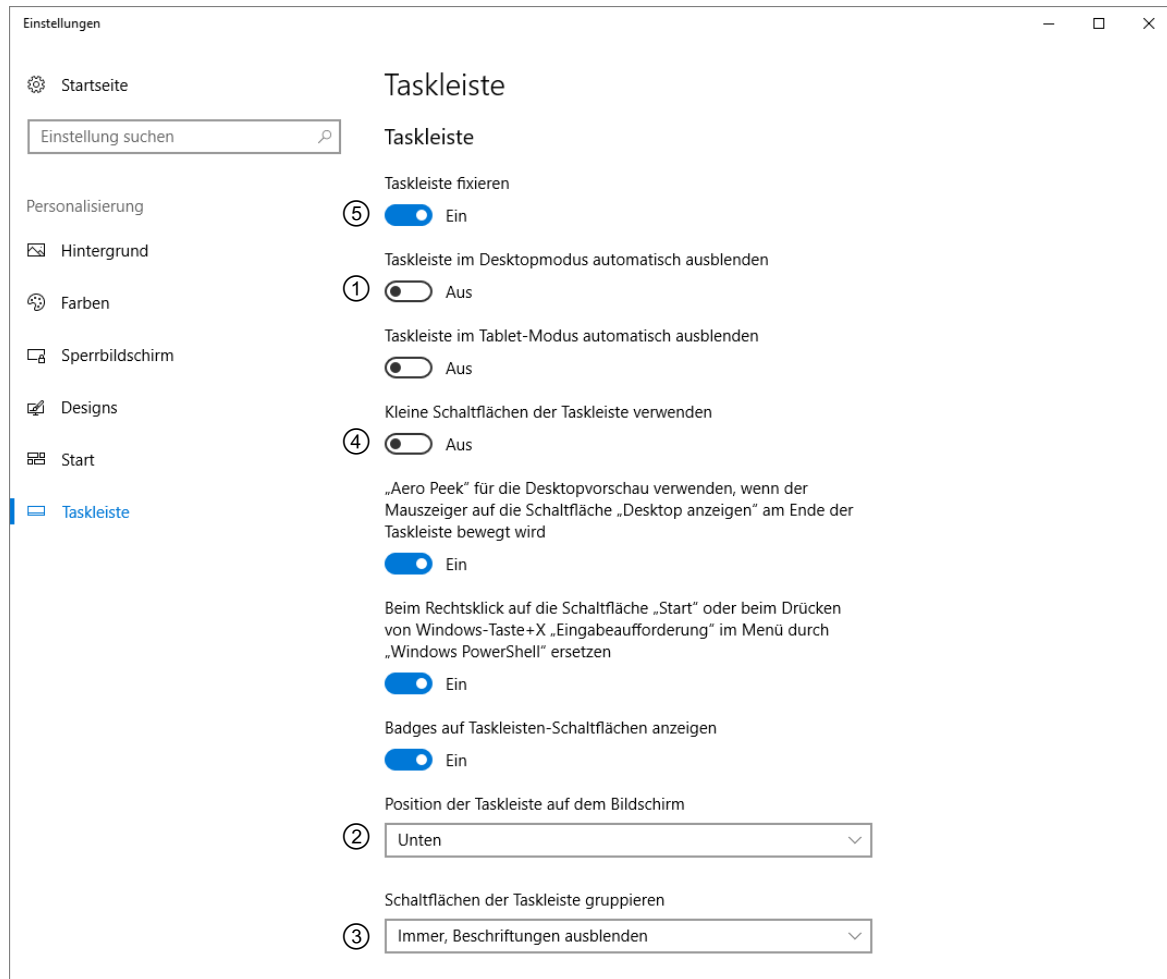 Einstellungen
Startseite
Einstellung suchen
Personalisierung
Hintergrund
Farben
Sperrbildschirm
Designs
Start
Taskleiste
Taskleiste
Taskleiste
Taskleiste fixieren
⑤ Ein
Taskleiste im Desktopmodus automatisch ausblenden
① Aus
Taskleiste im Tablet-Modus automatisch ausblenden
Aus
Kleine Schaltflächen der Taskleiste verwenden
④ Aus
„Aero Peek“ für die Desktopvorschau verwenden, wenn der
Mauszeiger auf die Schaltfläche „Desktop anzeigen“ am Ende der
Taskleiste bewegt wird
Ein
Beim Rechtsklick auf die Schaltfläche „Start“ oder beim Drücken
von Windows-Taste+X „Eingabeaufforderung“ im Menü durch
„Windows PowerShell“ ersetzen
Ein
Badges auf Taskleisten-Schaltflächen anzeigen
Ein
Position der Taskleiste auf dem Bildschirm
② Unten
Schaltflächen der Taskleiste gruppieren
③ Immer, Beschriftungen ausblenden